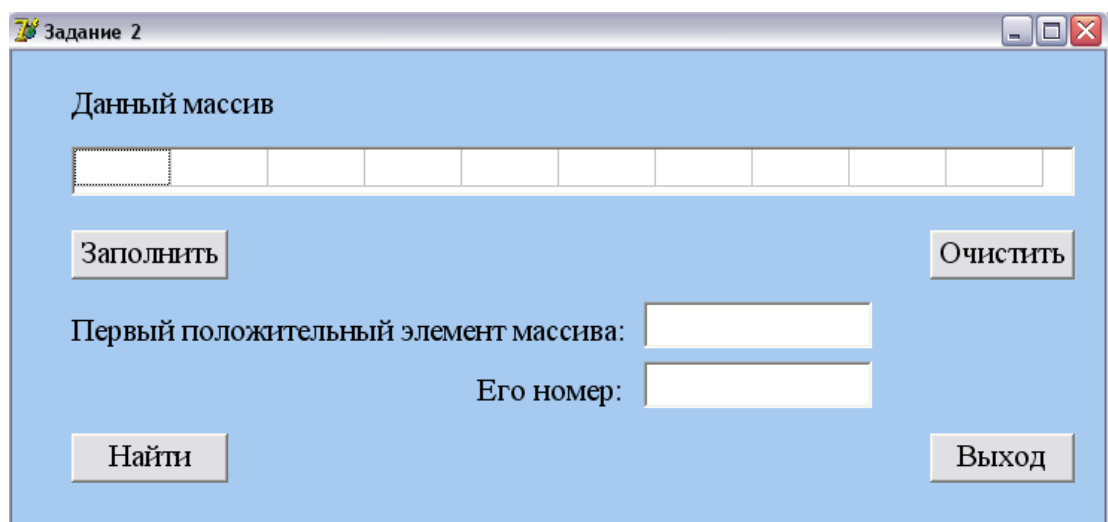 Задание 2
Данный массив
Заполнить
Очистить
Первый положительный элемент массива:
Его номер:
Найти
Выход